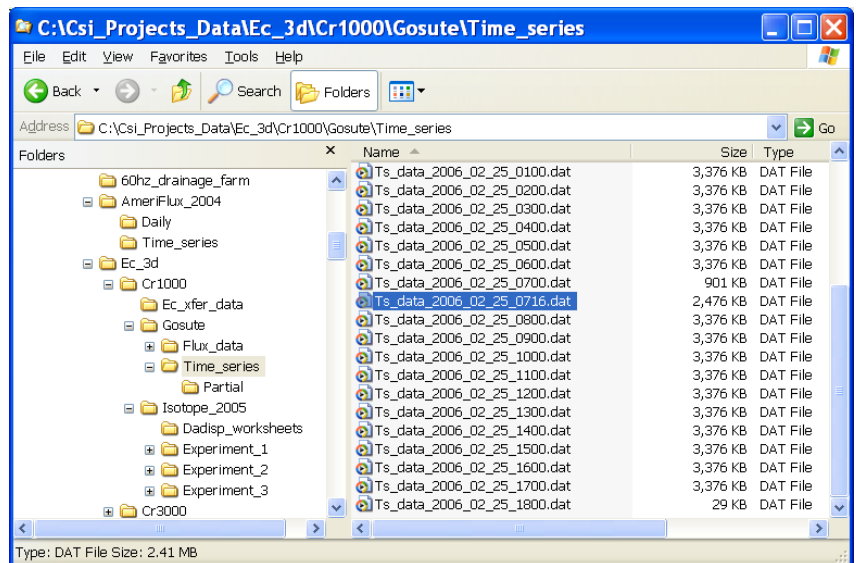 C:\Csi_Projects_Data\Ec_3d\Cr1000\Gosute\Time_series
File Edit View Favorites Tools Help
Back Search Folders
Address C:\Csi_Projects_Data\Ec_3d\Cr1000\Gosute\Time_series Go
Folders x
60hz_drainage_farm
AmeriFlux_2004
Daily
Time_series
Ec_3d
Cr1000
Ec_xfer_data
Gosute
Flux_data
Time_series
Partial
Isotope_2005
Dadisp_worksheets
Experiment_1
Experiment_2
Experiment_3
Cr3000
Name Size Type
Ts_data_2006_02_25_0100.dat 3,376 KB DAT File
Ts_data_2006_02_25_0200.dat 3,376 KB DAT File
Ts_data_2006_02_25_0300.dat 3,376 KB DAT File
Ts_data_2006_02_25_0400.dat 3,376 KB DAT File
Ts_data_2006_02_25_0500.dat 3,376 KB DAT File
Ts_data_2006_02_25_0600.dat 3,376 KB DAT File
Ts_data_2006_02_25_0700.dat 901 KB DAT File
Ts_data_2006_02_25_0716.dat 2,476 KB DAT File
Ts_data_2006_02_25_0800.dat 3,376 KB DAT File
Ts_data_2006_02_25_0900.dat 3,376 KB DAT File
Ts_data_2006_02_25_1000.dat 3,376 KB DAT File
Ts_data_2006_02_25_1100.dat 3,376 KB DAT File
Ts_data_2006_02_25_1200.dat 3,376 KB DAT File
Ts_data_2006_02_25_1300.dat 3,376 KB DAT File
Ts_data_2006_02_25_1400.dat 3,376 KB DAT File
Ts_data_2006_02_25_1500.dat 3,376 KB DAT File
Ts_data_2006_02_25_1600.dat 3,376 KB DAT File
Ts_data_2006_02_25_1700.dat 3,376 KB DAT File
Ts_data_2006_02_25_1800.dat 29 KB DAT File
Type: DAT File Size: 2.41 MB